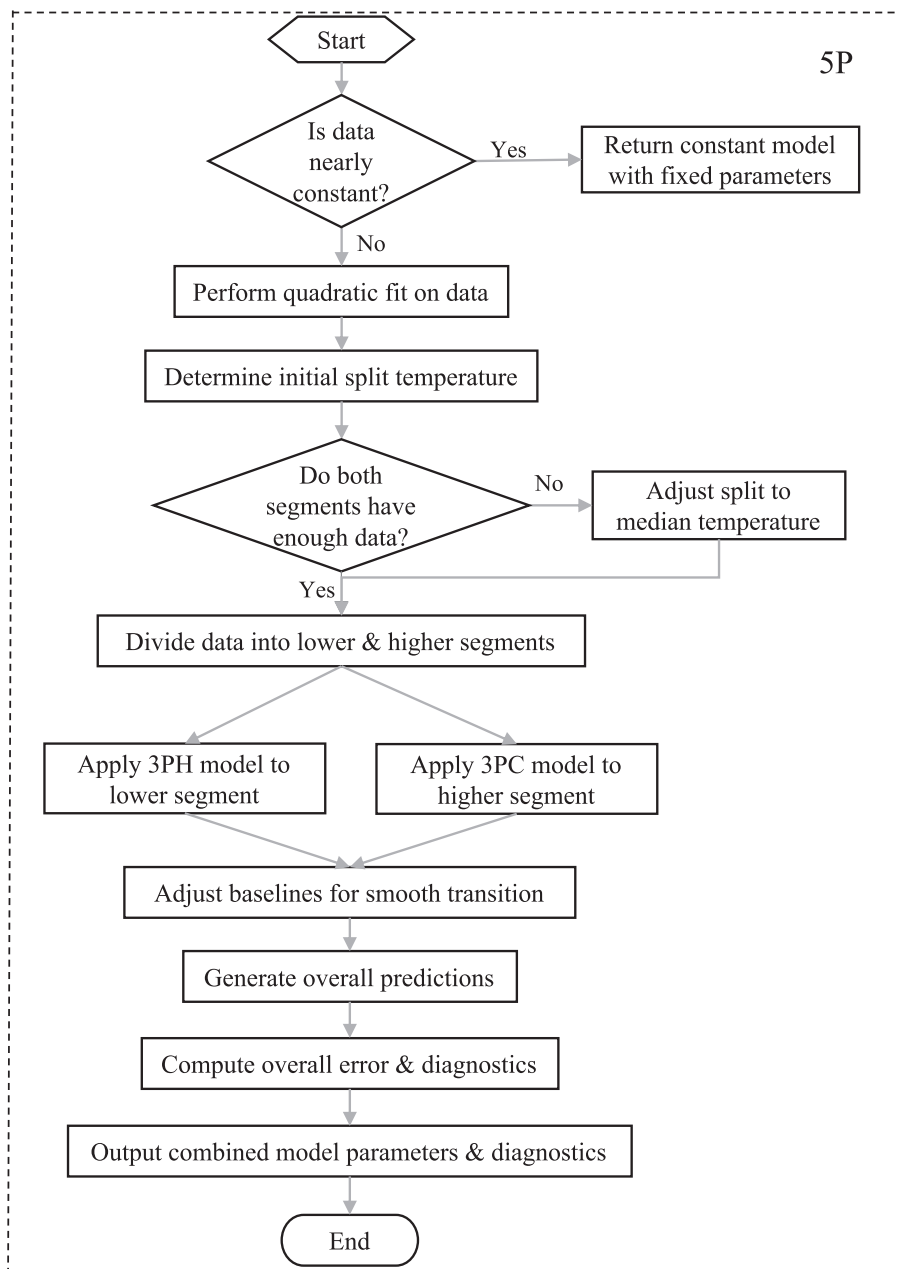 Start
5P
Is data
nearly
constant?
Yes
Return constant model
with fixed parameters
No
Perform quadratic fit on data
Determine initial split temperature
Do both
segments have
enough data?
No
Adjust split to
median temperature
Yes
Divide data into lower & higher segments
Apply 3PH model to
lower segment
Apply 3PC model to
higher segment
Adjust baselines for smooth transition
Generate overall predictions
Compute overall error & diagnostics
Output combined model parameters & diagnostics
End